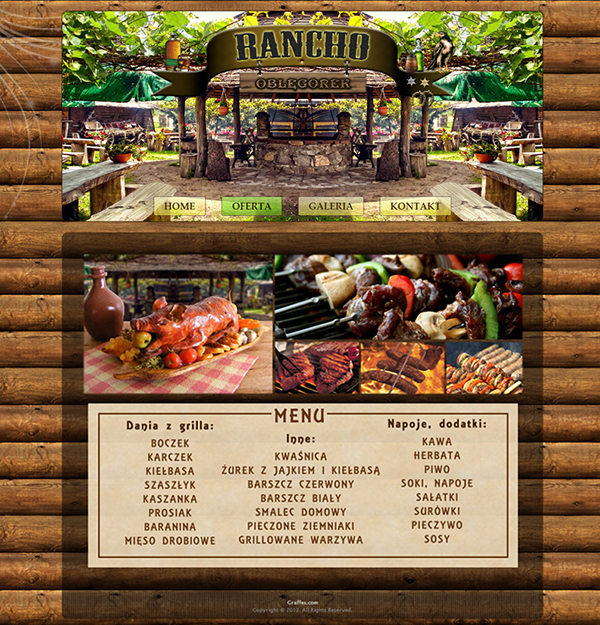 RANCHO
OBLĘGOREK
HOME
OFERTA
GALERIA
KONTAKT
MENU
Dania z grilla:
BOCZEK
KARCZEK
KIEŁBASA
SZASZŁYK
KASZANKA
PROSIAK
BARANINA
MIĘSO DROBIOWE
Inne:
KWAŚNICA
ŻUREK Z JAJKIEM I KIEŁBASĄ
BARSZCZ CZERWONY
BARSZCZ BIAŁY
SMALEC DOMOWY
PIECZONE ZIEMNIAKI
GRILLOWANE WARZYWA
Napoje, dodatki:
KAWA
HERBATA
PIWO
SOKI, NAPOJE
SAŁATKI
SURÓWKI
PIECZYWO
SOSY
Graffes.com
Copyright © 2012. All Rights Reserved.